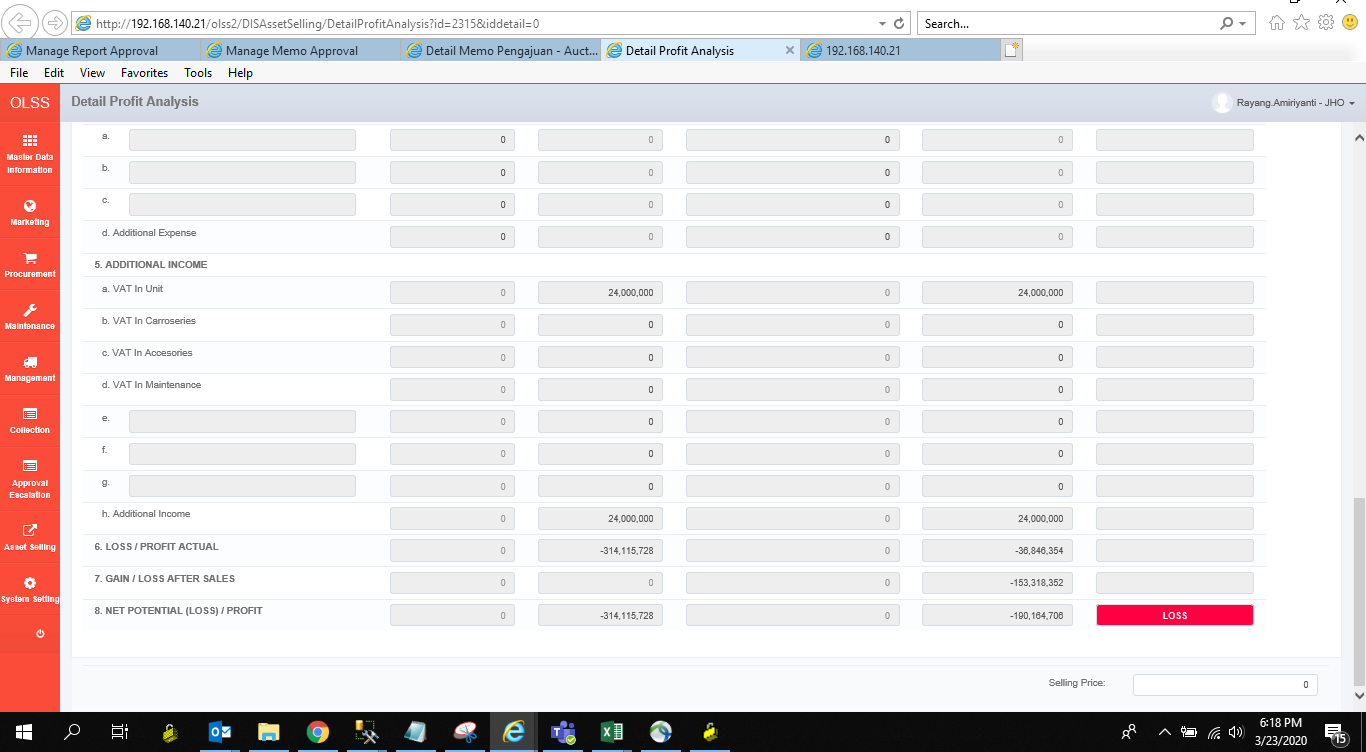 http://192.168.140.21/olss2/DISAssetSelling/DetailProfitAnalysis?id=2315&iddetail=0
Search...
Manage Report Approval
Manage Memo Approval
Detail Memo Pengajuan - Auct...
Detail Profit Analysis
192.168.140.21
File Edit View Favorites Tools Help
OLSS
Detail Profit Analysis
Rayang.Amiriyanti - JHO
Master Data
Information
Marketing
Procurement
Maintenance
Management
Collection
Approval
Escalation
Asset Selling
System Setting
a. 0 0 0 0
b. 0 0 0 0
c. 0 0 0 0
d. Additional Expense 0 0 0 0
5. ADDITIONAL INCOME
a. VAT In Unit 0 24,000,000 0 24,000,000
b. VAT In Carroseries 0 0 0 0
c. VAT In Accesories 0 0 0 0
d. VAT In Maintenance 0 0 0 0
e. 0 0 0 0
f. 0 0 0 0
g. 0 0 0 0
h. Additional Income 0 24,000,000 0 24,000,000
6. LOSS / PROFIT ACTUAL 0 -314,115,728 0 -36,846,354
7. GAIN / LOSS AFTER SALES 0 0 0 -153,318,352
8. NET POTENTIAL (LOSS) / PROFIT 0 -314,115,728 0 -190,164,706 LOSS
Selling Price: 0
6:18 PM
3/23/2020
15